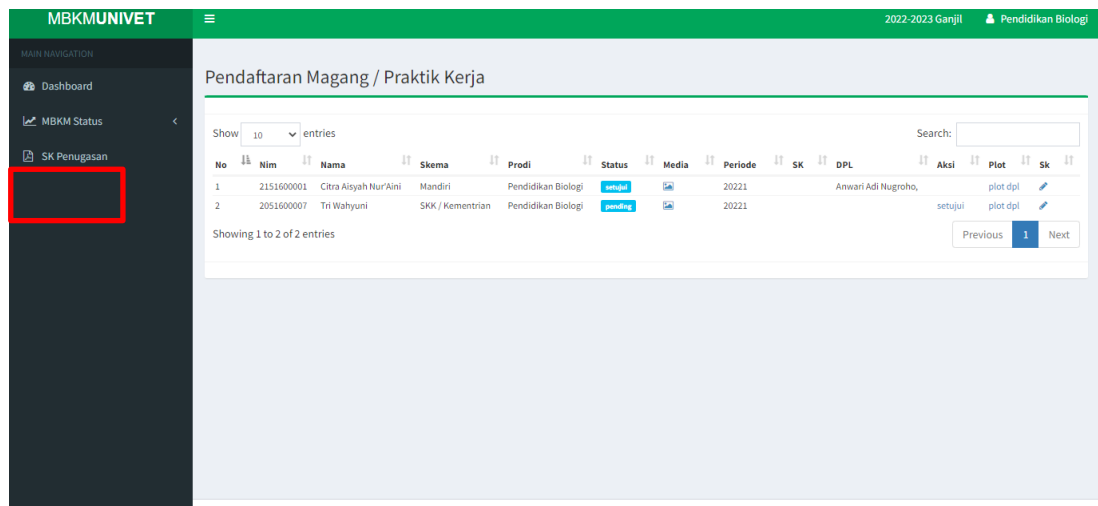 MBKMUNIVET 2022-2023 Ganjil Pendidikan Biologi
MAIN NAVIGATION
Dashboard
MBKM Status
SK Penugasan
Pendaftaran Magang / Praktik Kerja
Show 10 entries Search:
No Nim Nama Skema Prodi Status Media Periode SK DPL Aksi Plot Sk
1 2151600001 Citra Aisyah Nur'Aini Mandiri Pendidikan Biologi setujui 20221 Anwari Adi Nugroho, plot dpl
2 2051600007 Tri Wahyuni SKK / Kementrian Pendidikan Biologi pending 20221 setujui plot dpl
Showing 1 to 2 of 2 entries Previous 1 Next